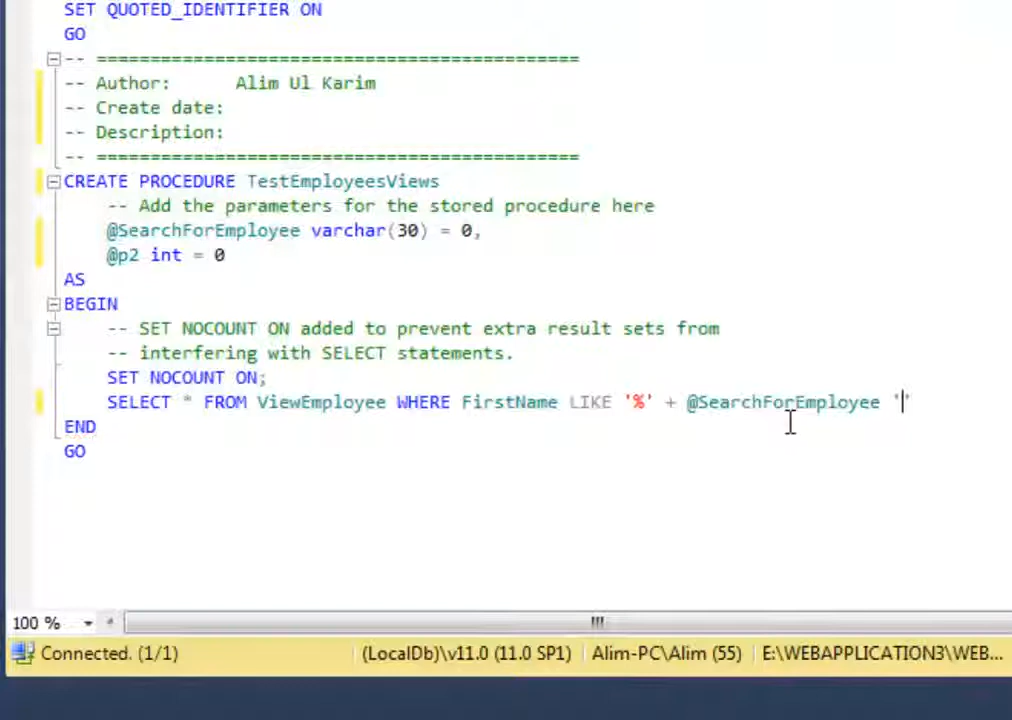 SET QUOTED_IDENTIFIER ON
GO
-- =============================================
-- Author:      Alim Ul Karim
-- Create date:
-- Description:
-- =============================================
CREATE PROCEDURE TestEmployeesViews
    -- Add the parameters for the stored procedure here
    @SearchForEmployee varchar(30) = 0,
    @p2 int = 0
AS
BEGIN
    -- SET NOCOUNT ON added to prevent extra result sets from
    -- interfering with SELECT statements.
    SET NOCOUNT ON;
    SELECT * FROM ViewEmployee WHERE FirstName LIKE '%' + @SearchForEmployee ''
END
GO
100 %
Connected. (1/1) (LocalDb)\v11.0 (11.0 SP1) Alim-PC\Alim (55) E:\WEBAPPLICATION3\WEB...